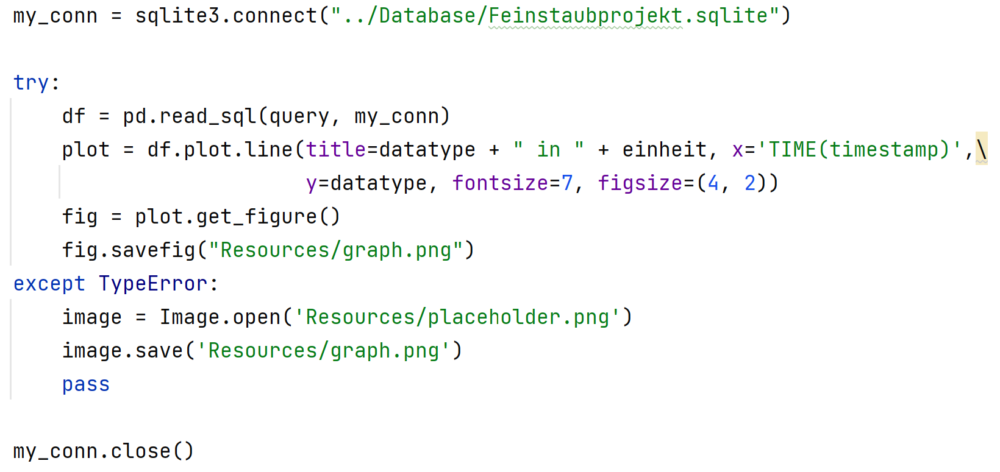 my_conn = sqlite3.connect("../Database/Feinstaubprojekt.sqlite")

try:
    df = pd.read_sql(query, my_conn)
    plot = df.plot.line(title=datatype + " in " + einheit, x='TIME(timestamp)',\
                        y=datatype, fontsize=7, figsize=(4, 2))
    fig = plot.get_figure()
    fig.savefig("Resources/graph.png")
except TypeError:
    image = Image.open('Resources/placeholder.png')
    image.save('Resources/graph.png')
    pass

my_conn.close()